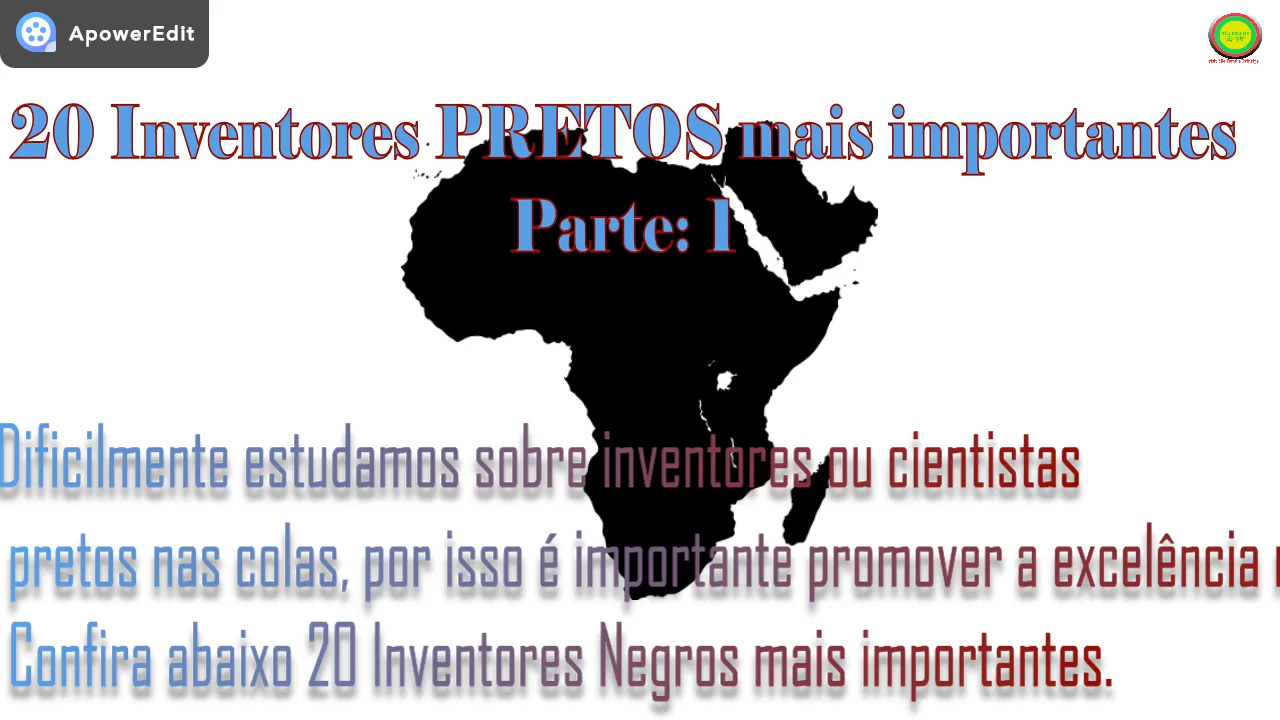 ApowerEdit
20 Inventores PRETOS mais importantes
Parte: 1
Dificilmente estudamos sobre inventores ou cientistas
pretos nas colas, por isso é importante promover a excelência
Confira abaixo 20 Inventores Negros mais importantes.